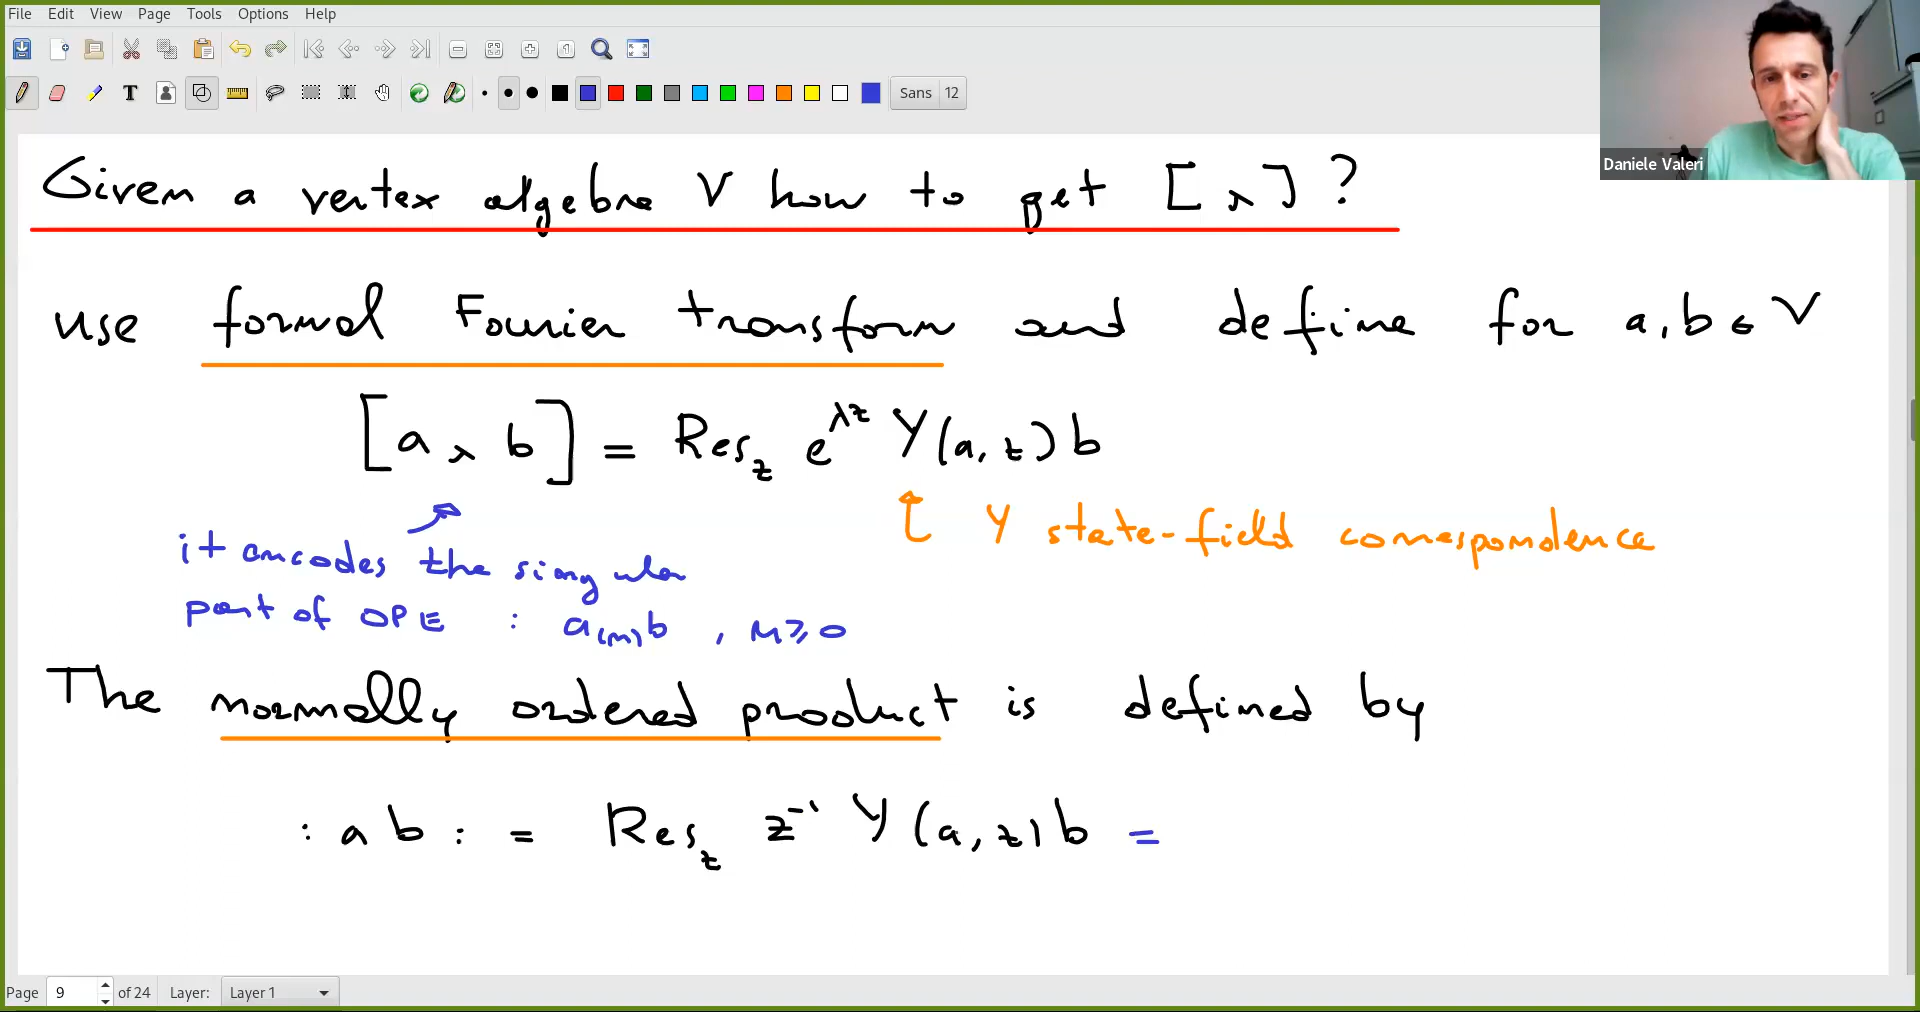 File Edit View Page Tools Options Help
Sans 12
Daniele Valeri
Given a vertex algebra V how to get [ λ ] ?
use formal Fourier transform and define for a, b ∈ V
[a λ b] = Res_z e^{λz} Y(a, z) b
Y state-field correspondence
it encodes the singular
part of OPE : a_(n) b , n ≥ 0
The normally ordered product is defined by
: a b : = Res_z z^{-1} Y(a, z) b =
Page 9 of 24 Layer: Layer 1